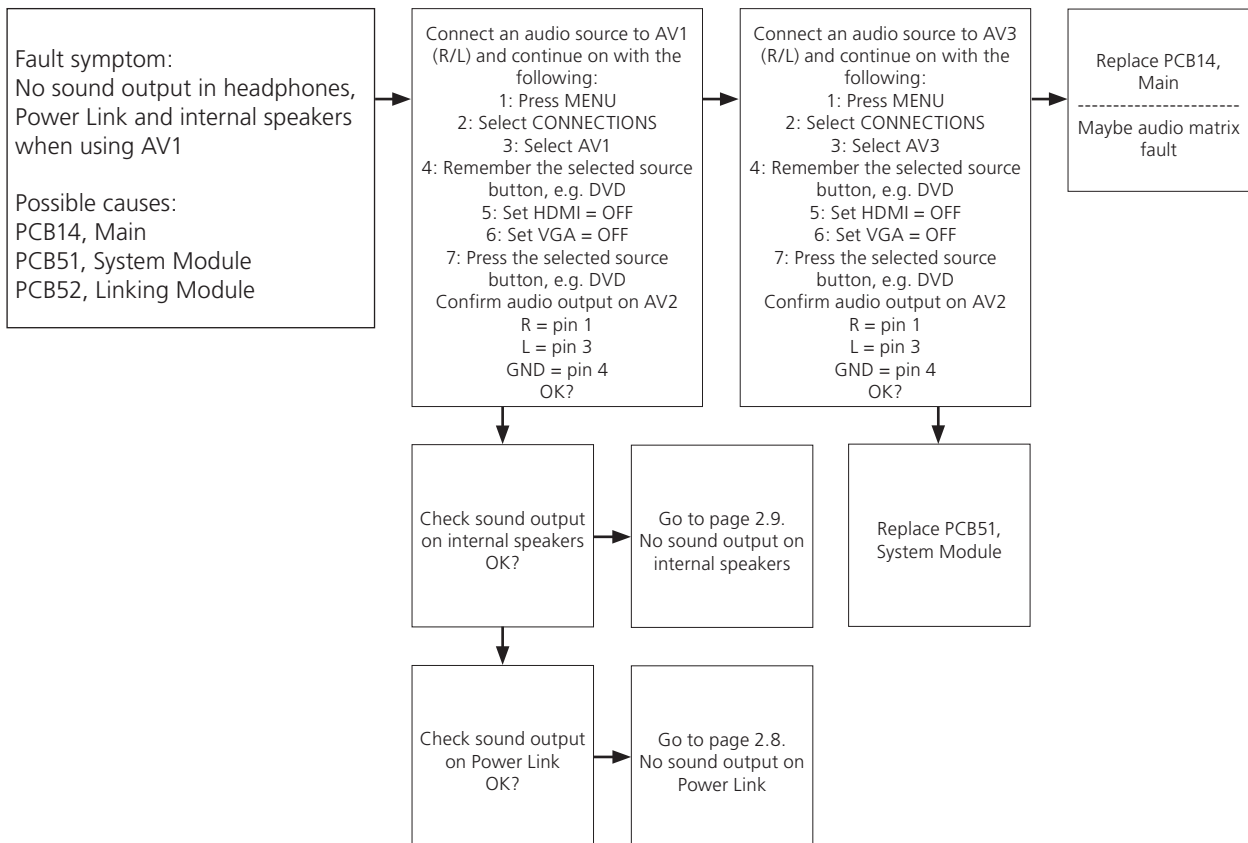 Fault symptom:
No sound output in headphones,
Power Link and internal speakers
when using AV1
Possible causes:
PCB14, Main
PCB51, System Module
PCB52, Linking Module
Connect an audio source to AV1
(R/L) and continue on with the
following:
1: Press MENU
2: Select CONNECTIONS
3: Select AV1
4: Remember the selected source
button, e.g. DVD
5: Set HDMI = OFF
6: Set VGA = OFF
7: Press the selected source
button, e.g. DVD
Confirm audio output on AV2
R = pin 1
L = pin 3
GND = pin 4
OK?
Connect an audio source to AV3
(R/L) and continue on with the
following:
1: Press MENU
2: Select CONNECTIONS
3: Select AV3
4: Remember the selected source
button, e.g. DVD
5: Set HDMI = OFF
6: Set VGA = OFF
7: Press the selected source
button, e.g. DVD
Confirm audio output on AV2
R = pin 1
L = pin 3
GND = pin 4
OK?
Replace PCB14,
Main
Maybe audio matrix
fault
Check sound output
on internal speakers
OK?
Go to page 2.9.
No sound output on
internal speakers
Replace PCB51,
System Module
Check sound output
on Power Link
OK?
Go to page 2.8.
No sound output on
Power Link